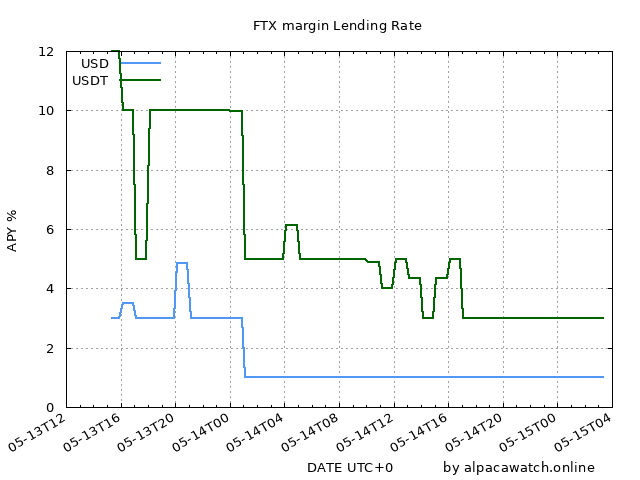 FTX margin Lending Rate
12
USD
USDT
10
8
6
APY %
4
2
0
05-13T12
05-13T16
05-13T20
05-14T00
05-14T04
05-14T08
05-14T12
05-14T16
05-14T20
05-15T00
05-15T04
DATE UTC+0
by alpacawatch.online